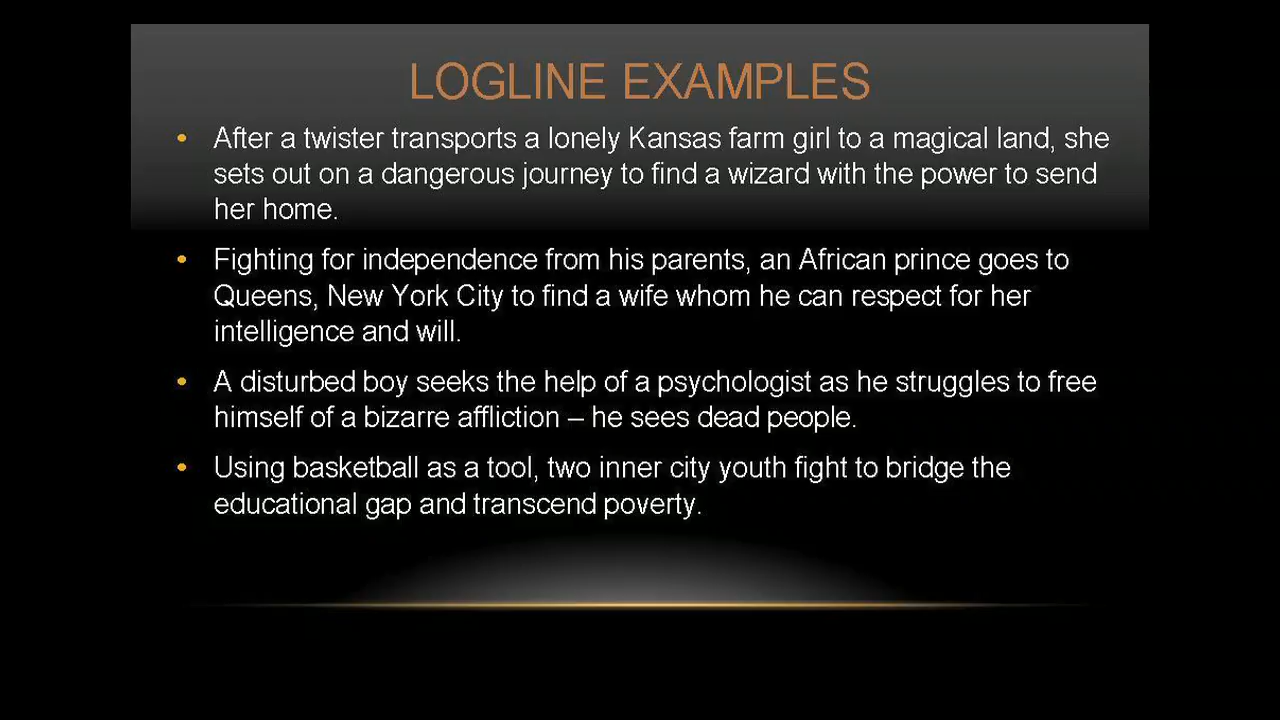 LOGLINE EXAMPLES
• After a twister transports a lonely Kansas farm girl to a magical land, she
sets out on a dangerous journey to find a wizard with the power to send
her home.
• Fighting for independence from his parents, an African prince goes to
Queens, New York City to find a wife whom he can respect for her
intelligence and will.
• A disturbed boy seeks the help of a psychologist as he struggles to free
himself of a bizarre affliction – he sees dead people.
• Using basketball as a tool, two inner city youth fight to bridge the
educational gap and transcend poverty.